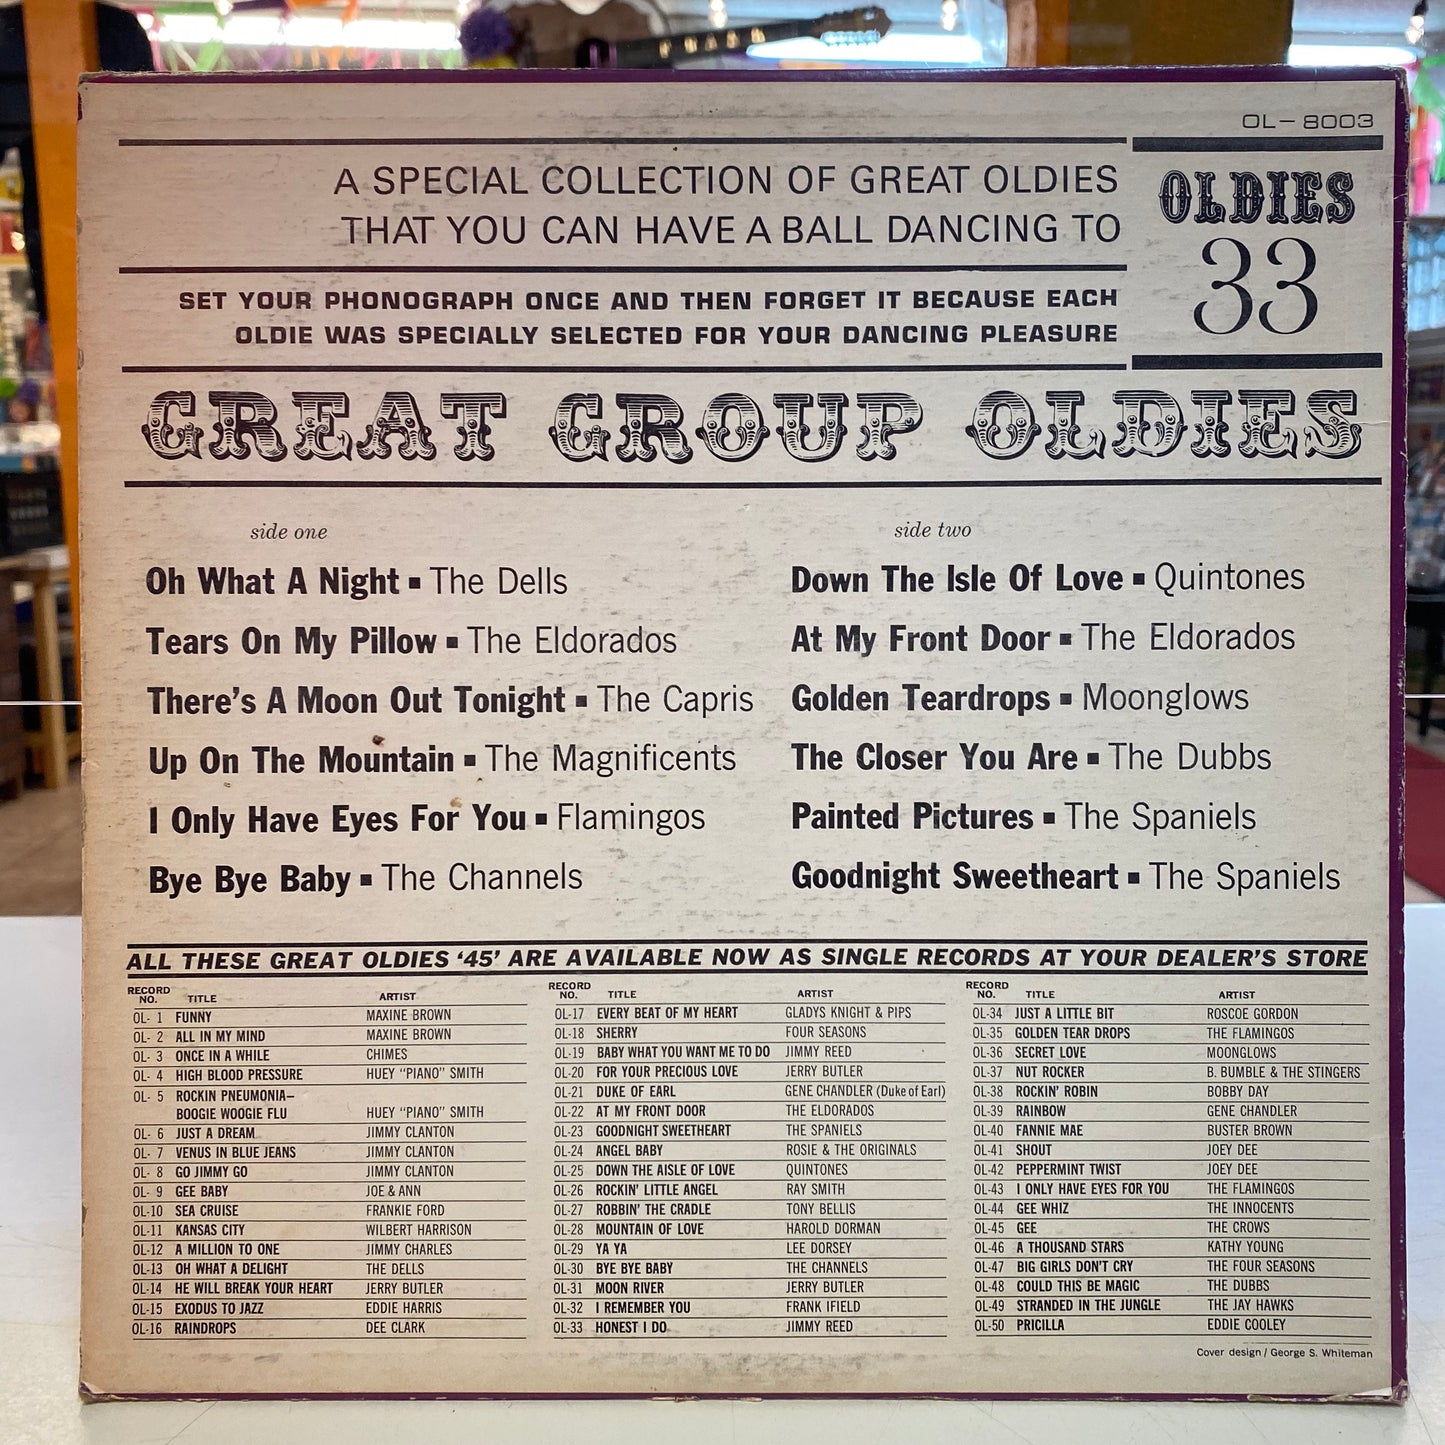 OL-8003
A SPECIAL COLLECTION OF GREAT OLDIES
THAT YOU CAN HAVE A BALL DANCING TO
OLDIES
33
SET YOUR PHONOGRAPH ONCE AND THEN FORGET IT BECAUSE EACH
OLDIE WAS SPECIALLY SELECTED FOR YOUR DANCING PLEASURE
GREAT GROUP OLDIES
side one
Oh What A Night ▪ The Dells
Tears On My Pillow ▪ The Eldorados
There's A Moon Out Tonight ▪ The Capris
Up On The Mountain ▪ The Magnificents
I Only Have Eyes For You ▪ Flamingos
Bye Bye Baby ▪ The Channels
side two
Down The Isle Of Love ▪ Quintones
At My Front Door ▪ The Eldorados
Golden Teardrops ▪ Moonglows
The Closer You Are ▪ The Dubbs
Painted Pictures ▪ The Spaniels
Goodnight Sweetheart ▪ The Spaniels
ALL THESE GREAT OLDIES '45' ARE AVAILABLE NOW AS SINGLE RECORDS AT YOUR DEALER'S STORE
RECORD
NO. TITLE ARTIST
OL- 1 FUNNY MAXINE BROWN
OL- 2 ALL IN MY MIND MAXINE BROWN
OL- 3 ONCE IN A WHILE CHIMES
OL- 4 HIGH BLOOD PRESSURE HUEY "PIANO" SMITH
OL- 5 ROCKIN PNEUMONIA–
BOOGIE WOOGIE FLU HUEY "PIANO" SMITH
OL- 6 JUST A DREAM JIMMY CLANTON
OL- 7 VENUS IN BLUE JEANS JIMMY CLANTON
OL- 8 GO JIMMY GO JIMMY CLANTON
OL- 9 GEE BABY JOE & ANN
OL-10 SEA CRUISE FRANKIE FORD
OL-11 KANSAS CITY WILBERT HARRISON
OL-12 A MILLION TO ONE JIMMY CHARLES
OL-13 OH WHAT A DELIGHT THE DELLS
OL-14 HE WILL BREAK YOUR HEART JERRY BUTLER
OL-15 EXODUS TO JAZZ EDDIE HARRIS
OL-16 RAINDROPS DEE CLARK
RECORD
NO. TITLE ARTIST
OL-17 EVERY BEAT OF MY HEART GLADYS KNIGHT & PIPS
OL-18 SHERRY FOUR SEASONS
OL-19 BABY WHAT YOU WANT ME TO DO JIMMY REED
OL-20 FOR YOUR PRECIOUS LOVE JERRY BUTLER
OL-21 DUKE OF EARL GENE CHANDLER (Duke of Earl)
OL-22 AT MY FRONT DOOR THE ELDORADOS
OL-23 GOODNIGHT SWEETHEART THE SPANIELS
OL-24 ANGEL BABY ROSIE & THE ORIGINALS
OL-25 DOWN THE AISLE OF LOVE QUINTONES
OL-26 ROCKIN' LITTLE ANGEL RAY SMITH
OL-27 ROBBIN' THE CRADLE TONY BELLIS
OL-28 MOUNTAIN OF LOVE HAROLD DORMAN
OL-29 YA YA LEE DORSEY
OL-30 BYE BYE BABY THE CHANNELS
OL-31 MOON RIVER JERRY BUTLER
OL-32 I REMEMBER YOU FRANK IFIELD
OL-33 HONEST I DO JIMMY REED
RECORD
NO. TITLE ARTIST
OL-34 JUST A LITTLE BIT ROSCOE GORDON
OL-35 GOLDEN TEAR DROPS THE FLAMINGOS
OL-36 SECRET LOVE MOONGLOWS
OL-37 NUT ROCKER B. BUMBLE & THE STINGERS
OL-38 ROCKIN' ROBIN BOBBY DAY
OL-39 RAINBOW GENE CHANDLER
OL-40 FANNIE MAE BUSTER BROWN
OL-41 SHOUT JOEY DEE
OL-42 PEPPERMINT TWIST JOEY DEE
OL-43 I ONLY HAVE EYES FOR YOU THE FLAMINGOS
OL-44 GEE WHIZ THE INNOCENTS
OL-45 GEE THE CROWS
OL-46 A THOUSAND STARS KATHY YOUNG
OL-47 BIG GIRLS DON'T CRY THE FOUR SEASONS
OL-48 COULD THIS BE MAGIC THE DUBBS
OL-49 STRANDED IN THE JUNGLE THE JAY HAWKS
OL-50 PRICILLA EDDIE COOLEY
Cover design / George S. Whiteman